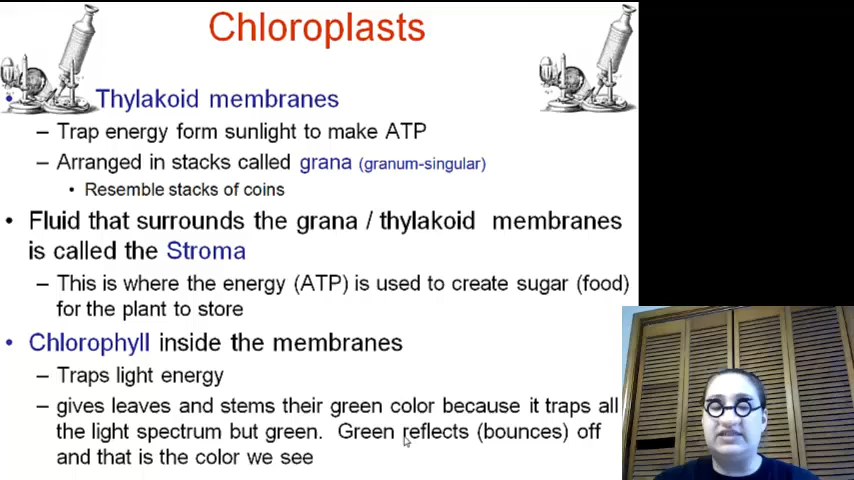 Chloroplasts
• Thylakoid membranes
– Trap energy form sunlight to make ATP
– Arranged in stacks called grana (granum-singular)
• Resemble stacks of coins
• Fluid that surrounds the grana / thylakoid membranes
is called the Stroma
– This is where the energy (ATP) is used to create sugar (food)
for the plant to store
• Chlorophyll inside the membranes
– Traps light energy
– gives leaves and stems their green color because it traps all
the light spectrum but green. Green reflects (bounces) off
and that is the color we see